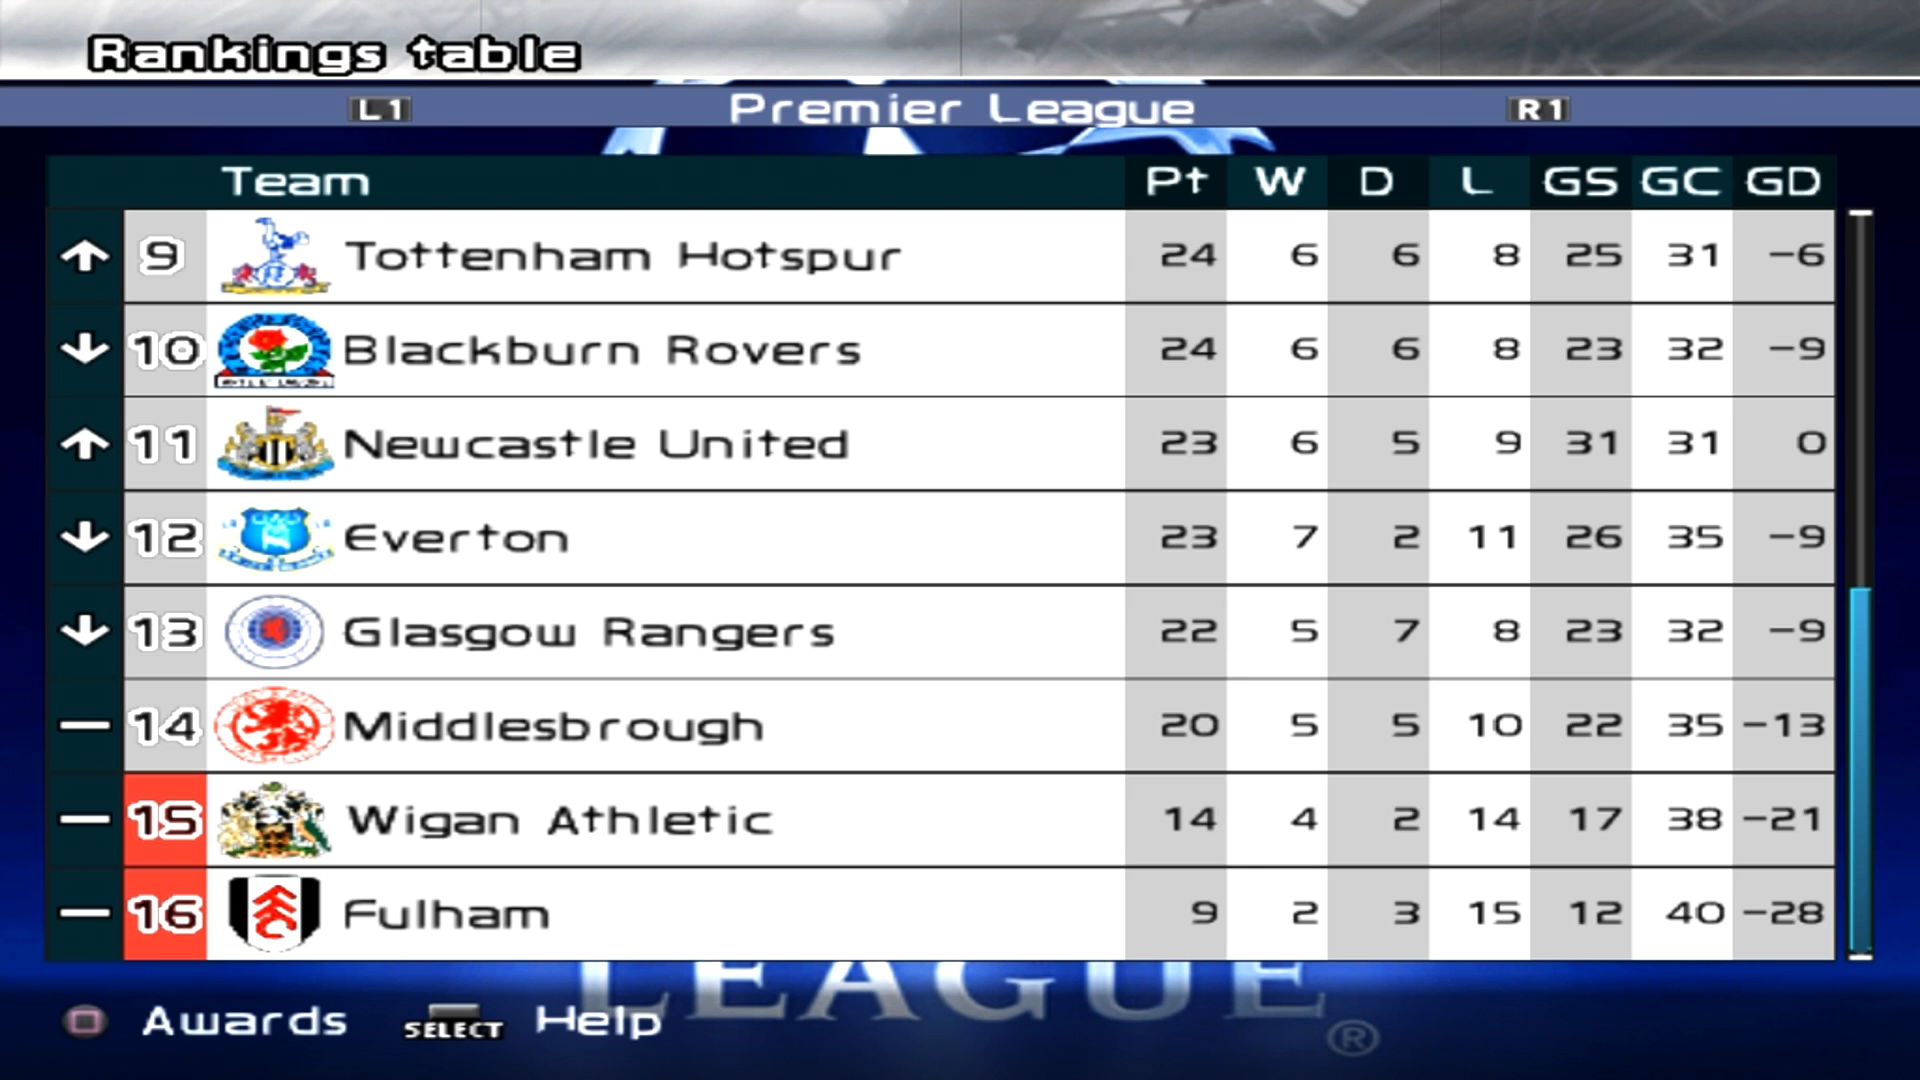 Rankings table
L1 Premier League R1
Team Pt W D L GS GC GD
9 Tottenham Hotspur 24 6 6 8 25 31 -6
10 Blackburn Rovers 24 6 6 8 23 32 -9
11 Newcastle United 23 6 5 9 31 31 0
12 Everton 23 7 2 11 26 35 -9
13 Glasgow Rangers 22 5 7 8 23 32 -9
14 Middlesbrough 20 5 5 10 22 35 -13
15 Wigan Athletic 14 4 2 14 17 38 -21
16 Fulham 9 2 3 15 12 40 -28
LEAGUE ®
Awards SELECT Help